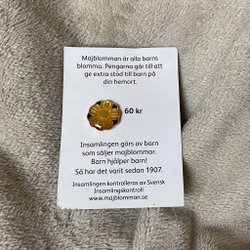 Majblomman är alla barns
blomma. Pengarna går till att
ge extra stöd till barn på
din hemort.
60 kr
Insamlingen görs av barn
som säljer majblommor.
Barn hjälper barn!
Så har det varit sedan 1907.
Insamlingen kontrolleras av Svensk
Insamlingskontroll
www.majblomman.se